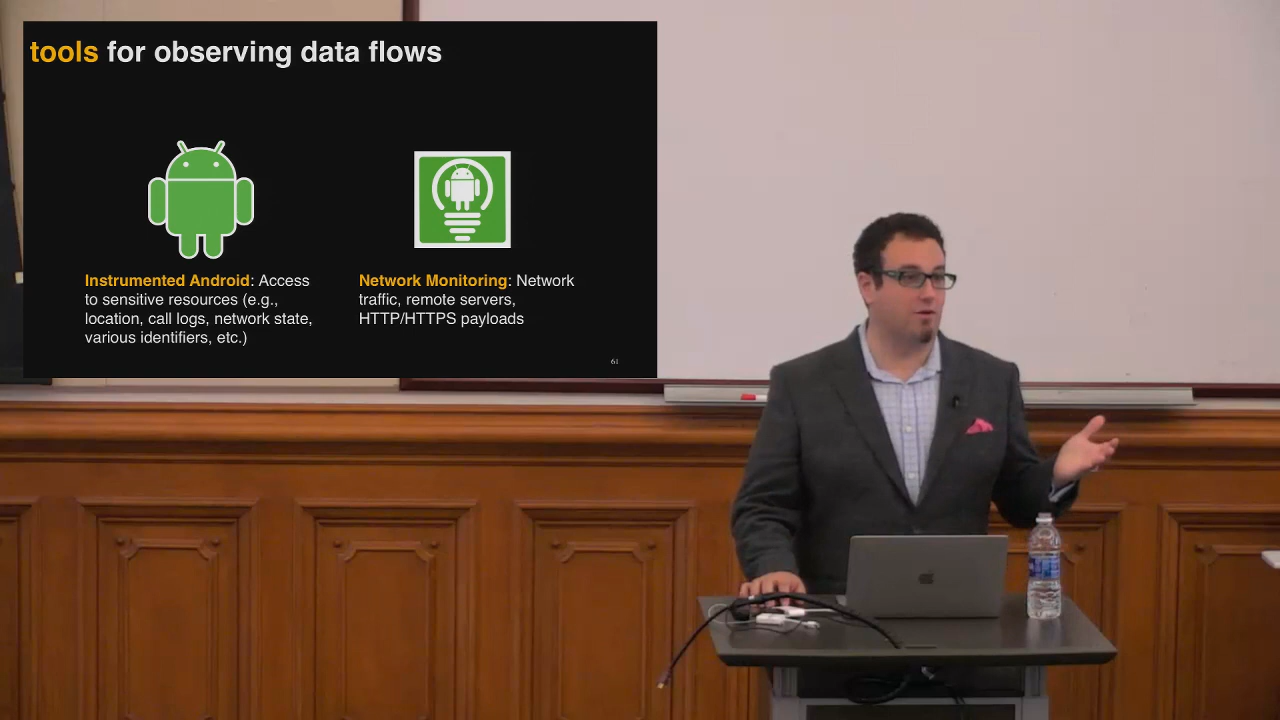 tools for observing data flows
Instrumented Android: Access
to sensitive resources (e.g.,
location, call logs, network state,
various identifiers, etc.)
Network Monitoring: Network
traffic, remote servers,
HTTP/HTTPS payloads
61